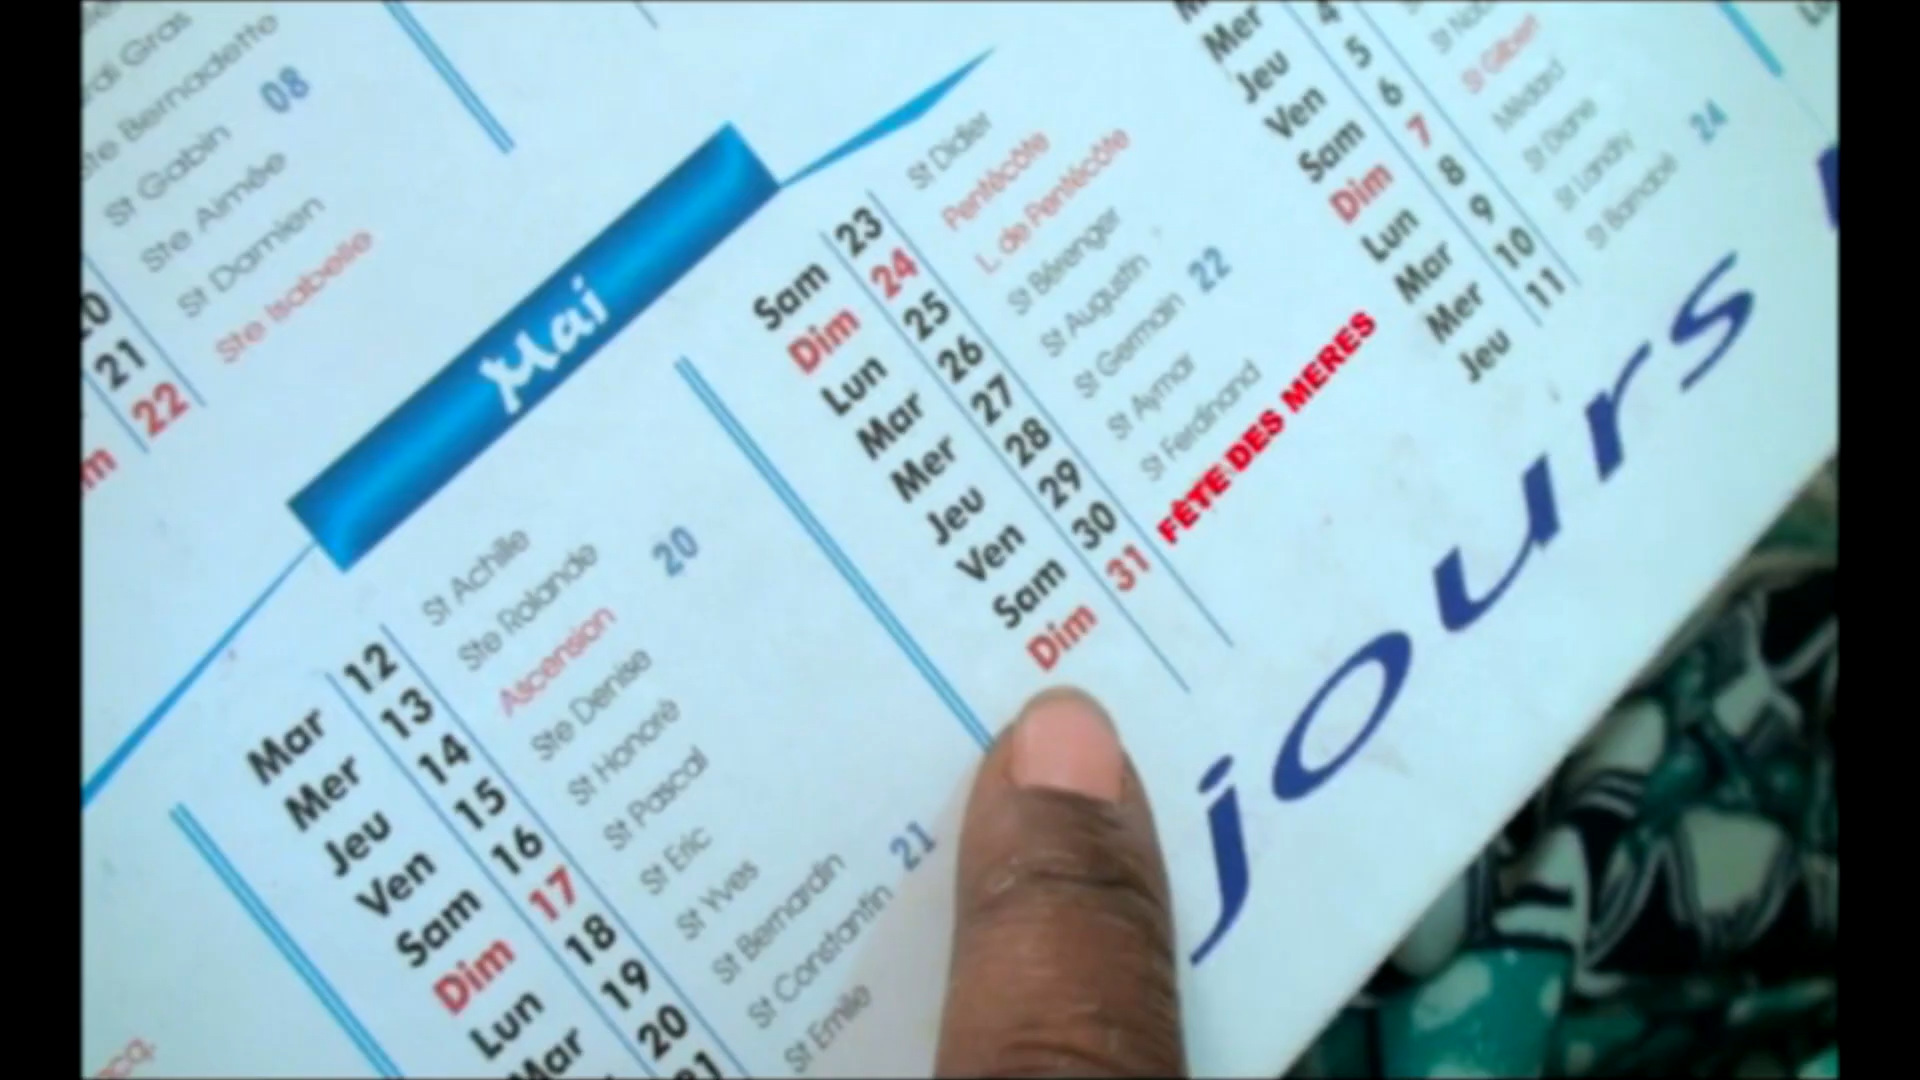 rdi Gras
Ste Bernadette
St Gabin 08
Ste Aimée
St Damien
21
22 Ste Isabelle
Mai
Mar 12 St Achille
Mer 13 Ste Rolande 20
Jeu 14 Ascension
Ven 15 Ste Denise
Sam 16 St Honoré
Dim 17 St Pascal
Lun 18 St Eric
Mar 19 St Yves
20 St Bernardin
21 St Constantin 21
St Emile
Sam 23 St Didier
Dim 24 Pentécôte
Lun 25 L. de Pentécôte
Mar 26 St Bérenger
Mer 27 St Augustin
Jeu 28 St Germain 22
Ven 29 St Aymar
Sam 30 St Ferdinand
Dim 31 FÊTE DES MERES
Mer 4
Jeu 5
Ven 6 St Gilbert
Sam 7 Médard
Dim 8 St Diane
Lun 9 St Landry
Mar 10 St Barnabé 24
Mer 11
Jeu
jours